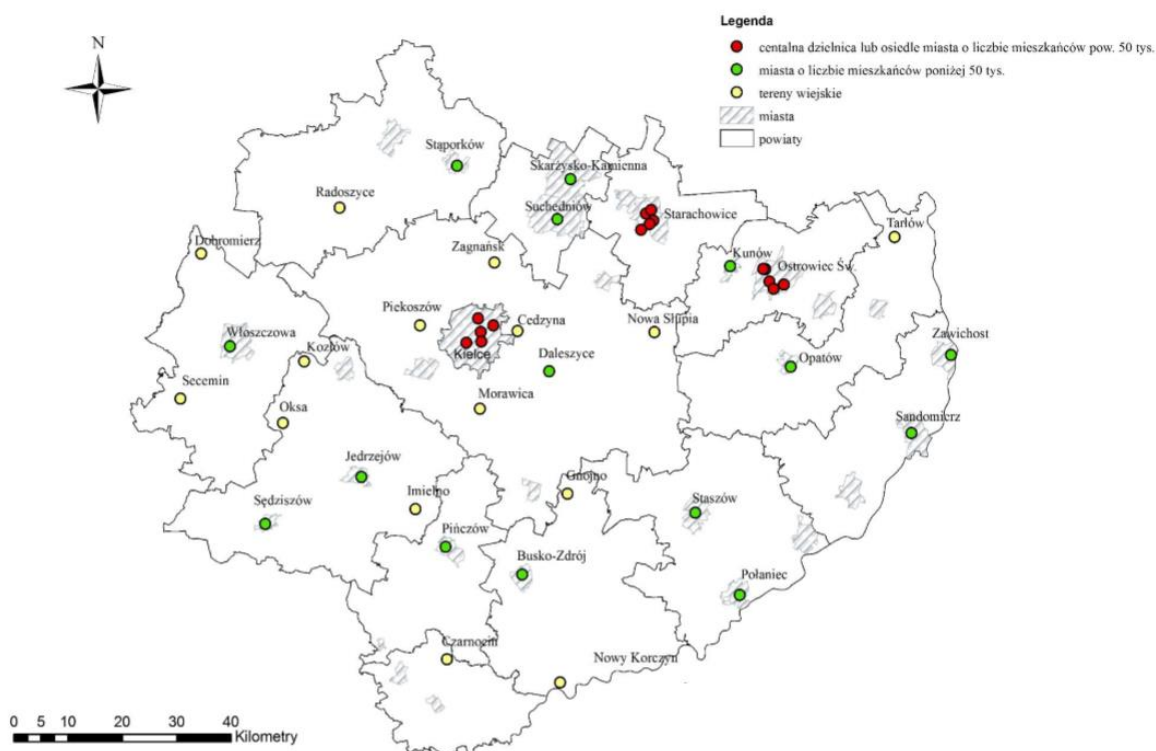 Legenda
N
centalna dzielnica lub osiedle miasta o liczbie mieszkańców pow. 50 tys.
miasta o liczbie mieszkańców poniżej 50 tys.
tereny wiejskie
miasta
powiaty
Stąporków
Skarżysko-Kamienna
Radoszyce
Suchedniów
Starachowice
Tarłów
Dobromierz
Zagnańsk
Kunów
Ostrowiec Św.
Piekoszów
Cedzyna
Nowa Słupia
Włoszczowa
Zawichost
Kozłów
Kielce
Daleszyce
Opatów
Secemin
Morawica
Oksa
Sandomierz
Jedrzejów
Gnojno
Imielno
Sędziszów
Staszów
Pińczów
Busko-Zdrój
Połaniec
Czarnocin
Nowy Korczyn
0 5 10 20 30 40
Kilometry